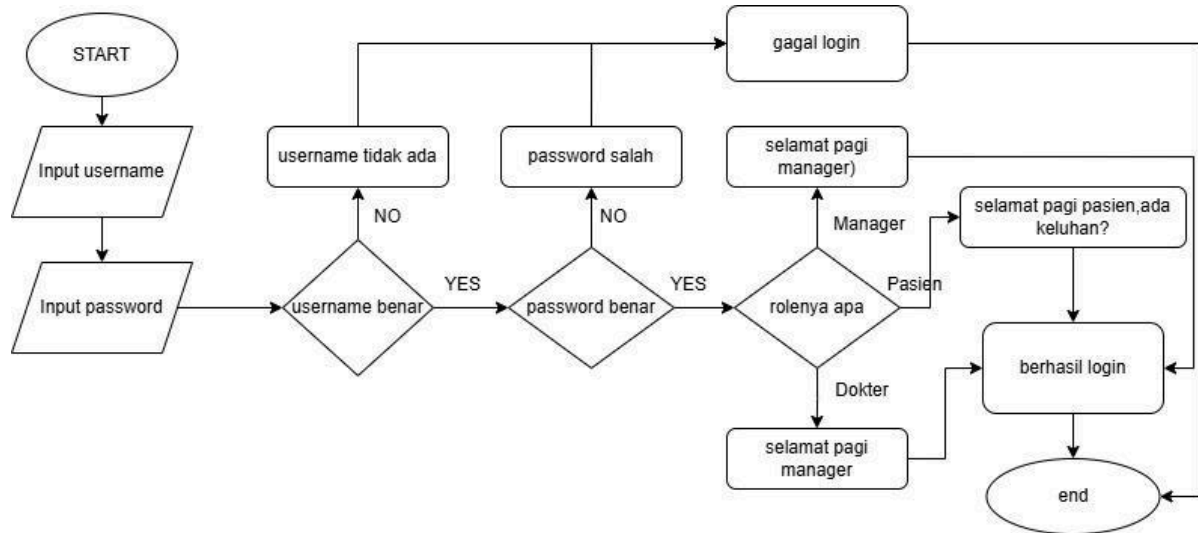 START
gagal login
Input username
username tidak ada
password salah
selamat pagi
manager)
NO
NO
Manager
selamat pagi pasien,ada
keluhan?
Input password
username benar
YES
password benar
YES
rolenya apa
Pasien
berhasil login
Dokter
selamat pagi
manager
end